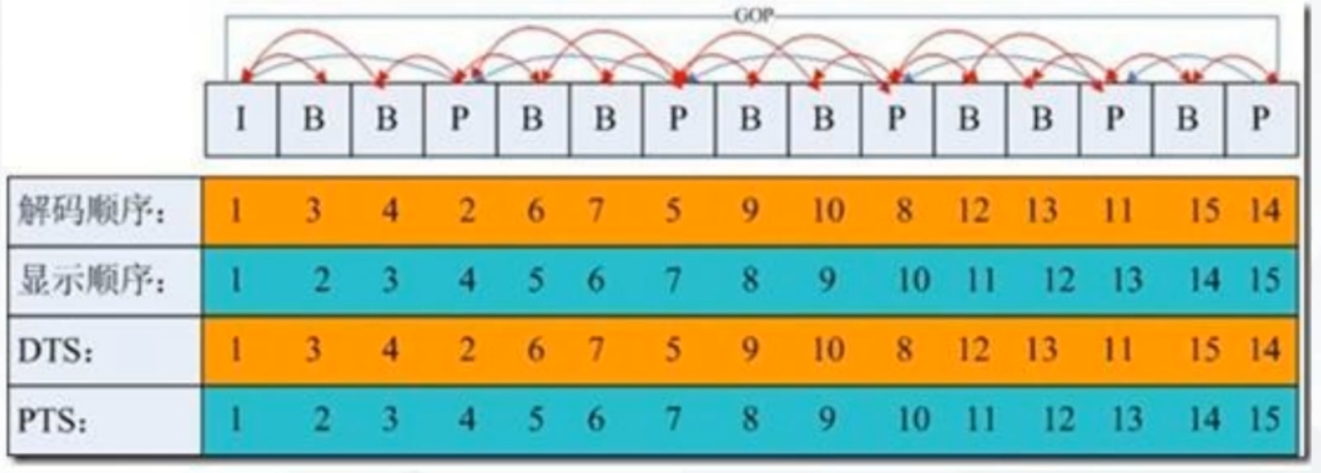 GOP
I B B P B B P B B P B B P B P
解码顺序: 1 3 4 2 6 7 5 9 10 8 12 13 11 15 14
显示顺序: 1 2 3 4 5 6 7 8 9 10 11 12 13 14 15
DTS: 1 3 4 2 6 7 5 9 10 8 12 13 11 15 14
PTS: 1 2 3 4 5 6 7 8 9 10 11 12 13 14 15